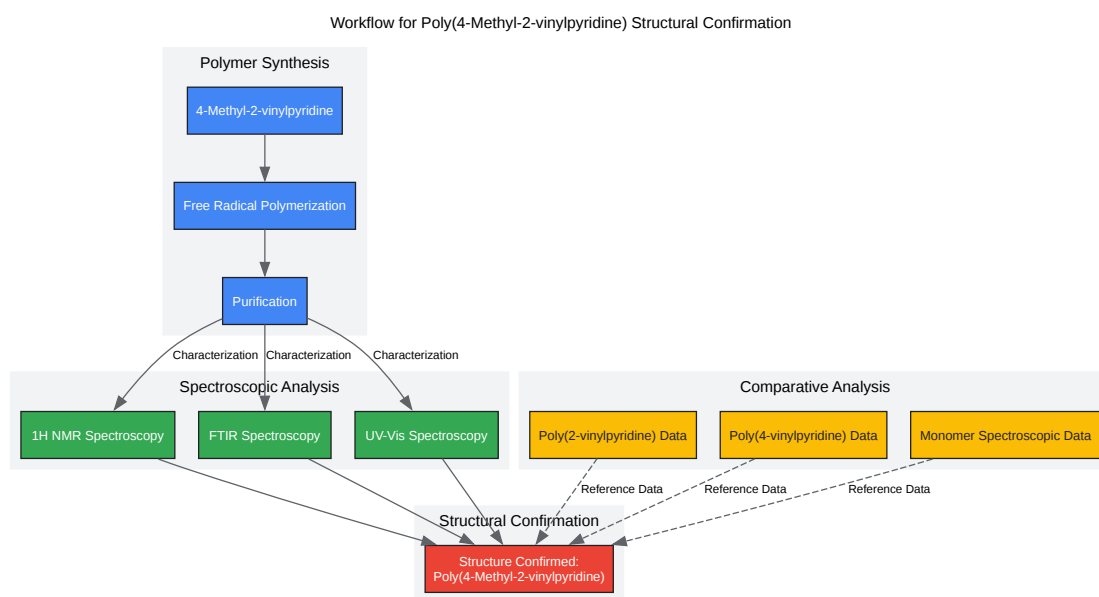 Workflow for Poly(4-Methyl-2-vinylpyridine) Structural Confirmation
Polymer Synthesis
4-Methyl-2-vinylpyridine
Free Radical Polymerization
Purification
Characterization
Characterization
Characterization
Spectroscopic Analysis
1H NMR Spectroscopy
FTIR Spectroscopy
UV-Vis Spectroscopy
Comparative Analysis
Poly(2-vinylpyridine) Data
Poly(4-vinylpyridine) Data
Monomer Spectroscopic Data
Reference Data
Reference Data
Reference Data
Structural Confirmation
Structure Confirmed:
Poly(4-Methyl-2-vinylpyridine)